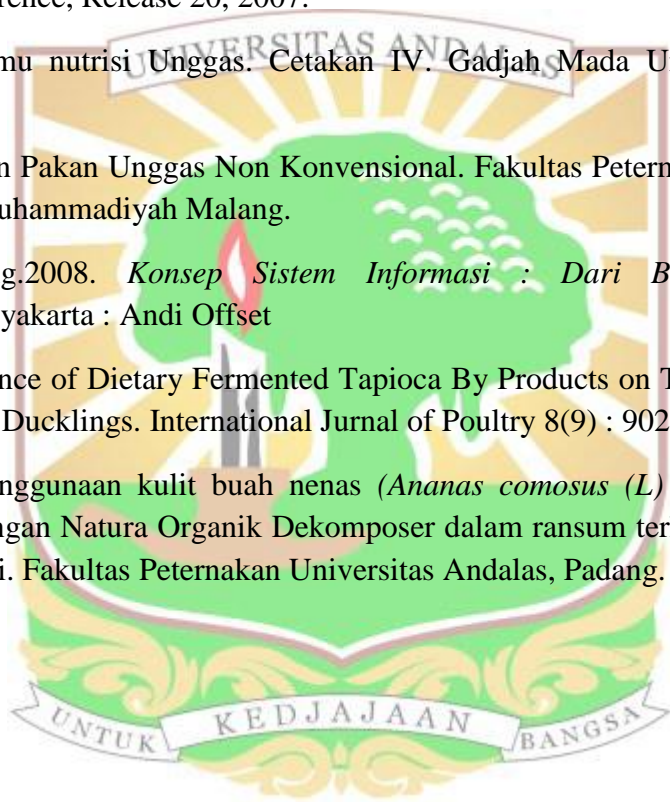 rence, Release 20, 2007.
UNIVERSITAS ANDALAS
mu nutrisi Unggas. Cetakan IV. Gadjah Mada U
n Pakan Unggas Non Konvensional. Fakultas Petern
uhammadiyah Malang.
g.2008. Konsep Sistem Informasi : Dari B
yakarta : Andi Offset
nce of Dietary Fermented Tapioca By Products on T
Ducklings. International Jurnal of Poultry 8(9) : 902
nggunaan kulit buah nenas (Ananas comosus (L)
ngan Natura Organik Dekomposer dalam ransum ter
i. Fakultas Peternakan Universitas Andalas, Padang.
UNTUK KEDJAJAAN BANGSA